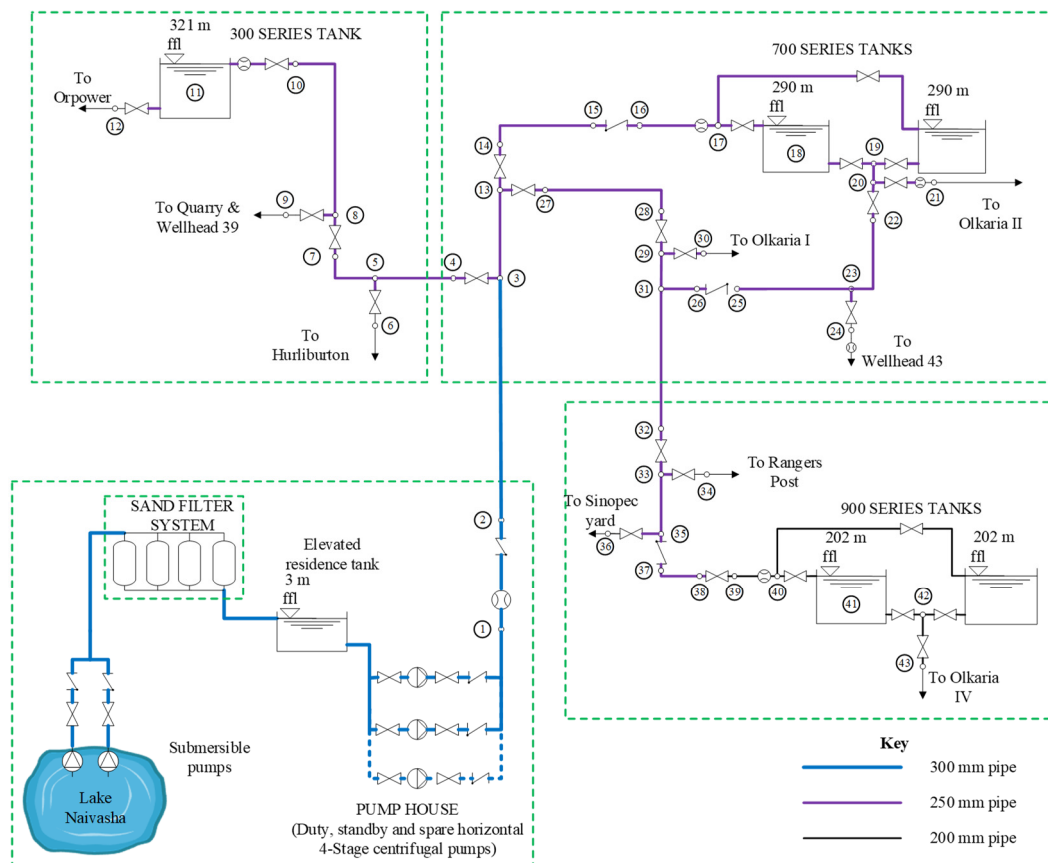 321 m
ffl
300 SERIES TANK
To
Orpower
11
10
12
9
To Quarry &
Wellhead 39
8
7
5
4
3
6
To
Hurliburton
700 SERIES TANKS
290 m
ffl
290 m
ffl
15
16
17
18
19
14
13
27
20
21
To
Olkaria II
22
28
29
30
To Olkaria I
31
26
25
23
24
To
Wellhead 43
32
33
34
To Rangers
Post
To Sinopec
yard
36
35
37
38
39
40
900 SERIES TANKS
202 m
ffl
202 m
ffl
41
42
43
To Olkaria
IV
SAND FILTER
SYSTEM
Elevated
residence tank
3 m
ffl
2
1
Submersible
pumps
Lake
Naivasha
PUMP HOUSE
(Duty, standby and spare horizontal
4-Stage centrifugal pumps)
Key
300 mm pipe
250 mm pipe
200 mm pipe